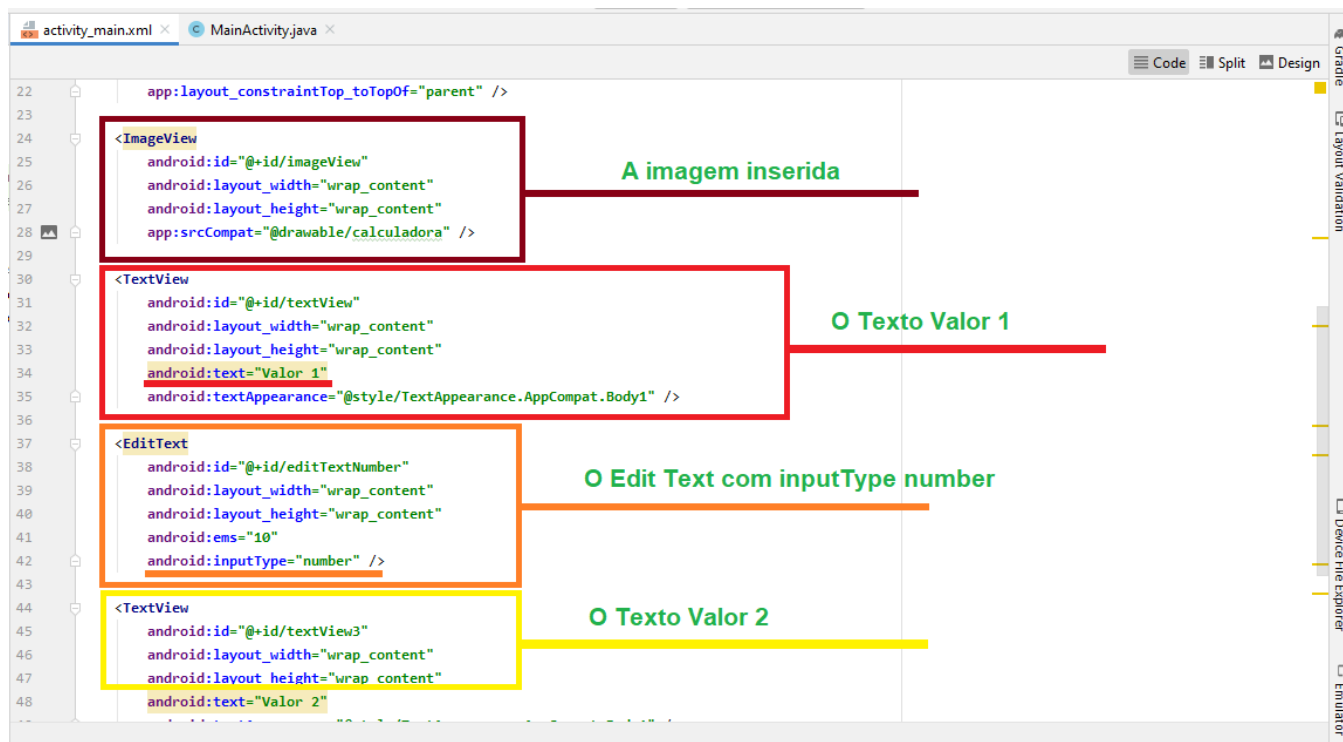 activity_main.xml
MainActivity.java
Code Split Design
22 app:layout_constraintTop_toTopOf="parent" />
23
24 <ImageView
25 android:id="@+id/imageView"
26 android:layout_width="wrap_content"
27 android:layout_height="wrap_content"
28 app:srcCompat="@drawable/calculadora" />
29
A imagem inserida
30 <TextView
31 android:id="@+id/textView"
32 android:layout_width="wrap_content"
33 android:layout_height="wrap_content"
34 android:text="Valor 1"
35 android:textAppearance="@style/TextAppearance.AppCompat.Body1" />
36
O Texto Valor 1
37 <EditText
38 android:id="@+id/editTextNumber"
39 android:layout_width="wrap_content"
40 android:layout_height="wrap_content"
41 android:ems="10"
42 android:inputType="number" />
43
O Edit Text com inputType number
44 <TextView
45 android:id="@+id/textView3"
46 android:layout_width="wrap_content"
47 android:layout_height="wrap_content"
48 android:text="Valor 2"
O Texto Valor 2
Gradle
Layout Validation
Device File Explorer
Emulator